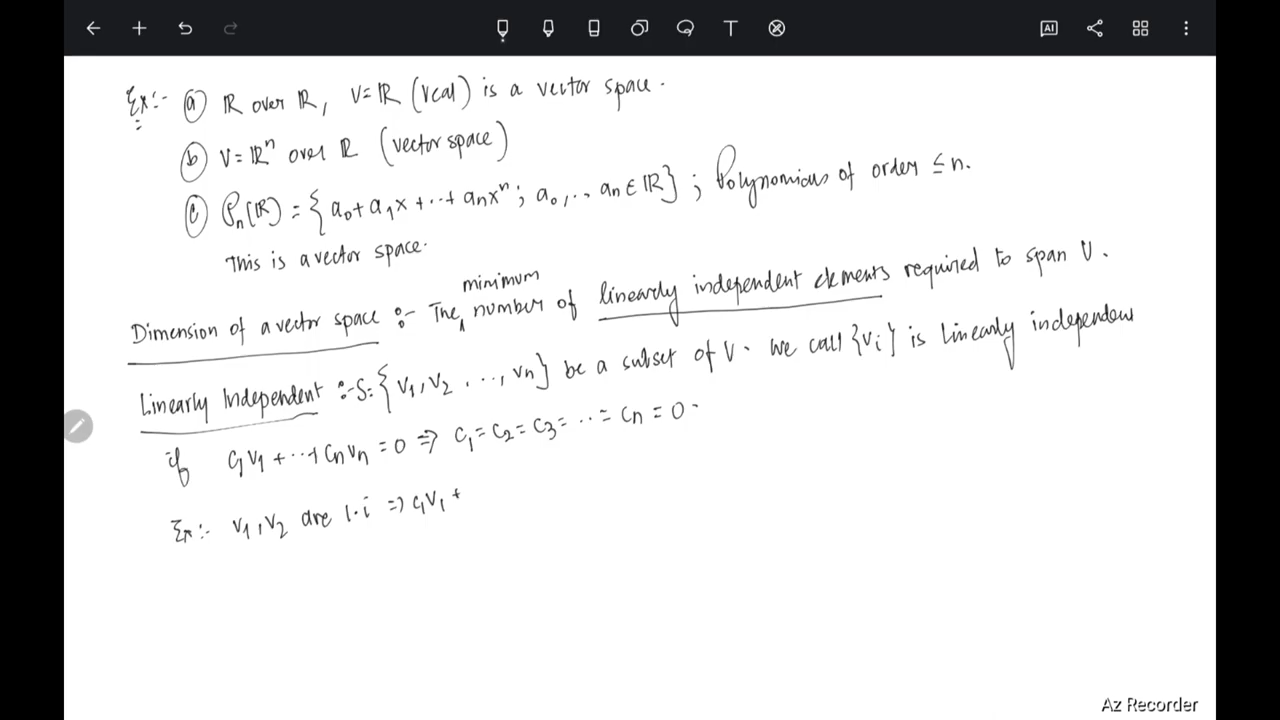 Ex:- (a) ℝ over ℝ, V=ℝ (real) is a vector space.
(b) V=ℝⁿ over ℝ (vector space)
(c) Pₙ(ℝ) = { a₀+a₁x+··+aₙxⁿ ; a₀,.. aₙ∈ℝ} ; Polynomials of order ≤ n.
This is a vector space.
minimum
Dimension of a vector space :- The ∧ number of linearly independent elements required to span V.
Linearly Independent :- S= {v₁, v₂ ..., vₙ} be a subset of V. We call {vᵢ} is Linearly independent
if c₁v₁ + ··+ cₙvₙ = 0 ⇒ c₁=c₂=c₃=··=cₙ=0.
Ex:- v₁,v₂ are l.i ⇒ c₁v₁ +
AI
T
Az Recorder